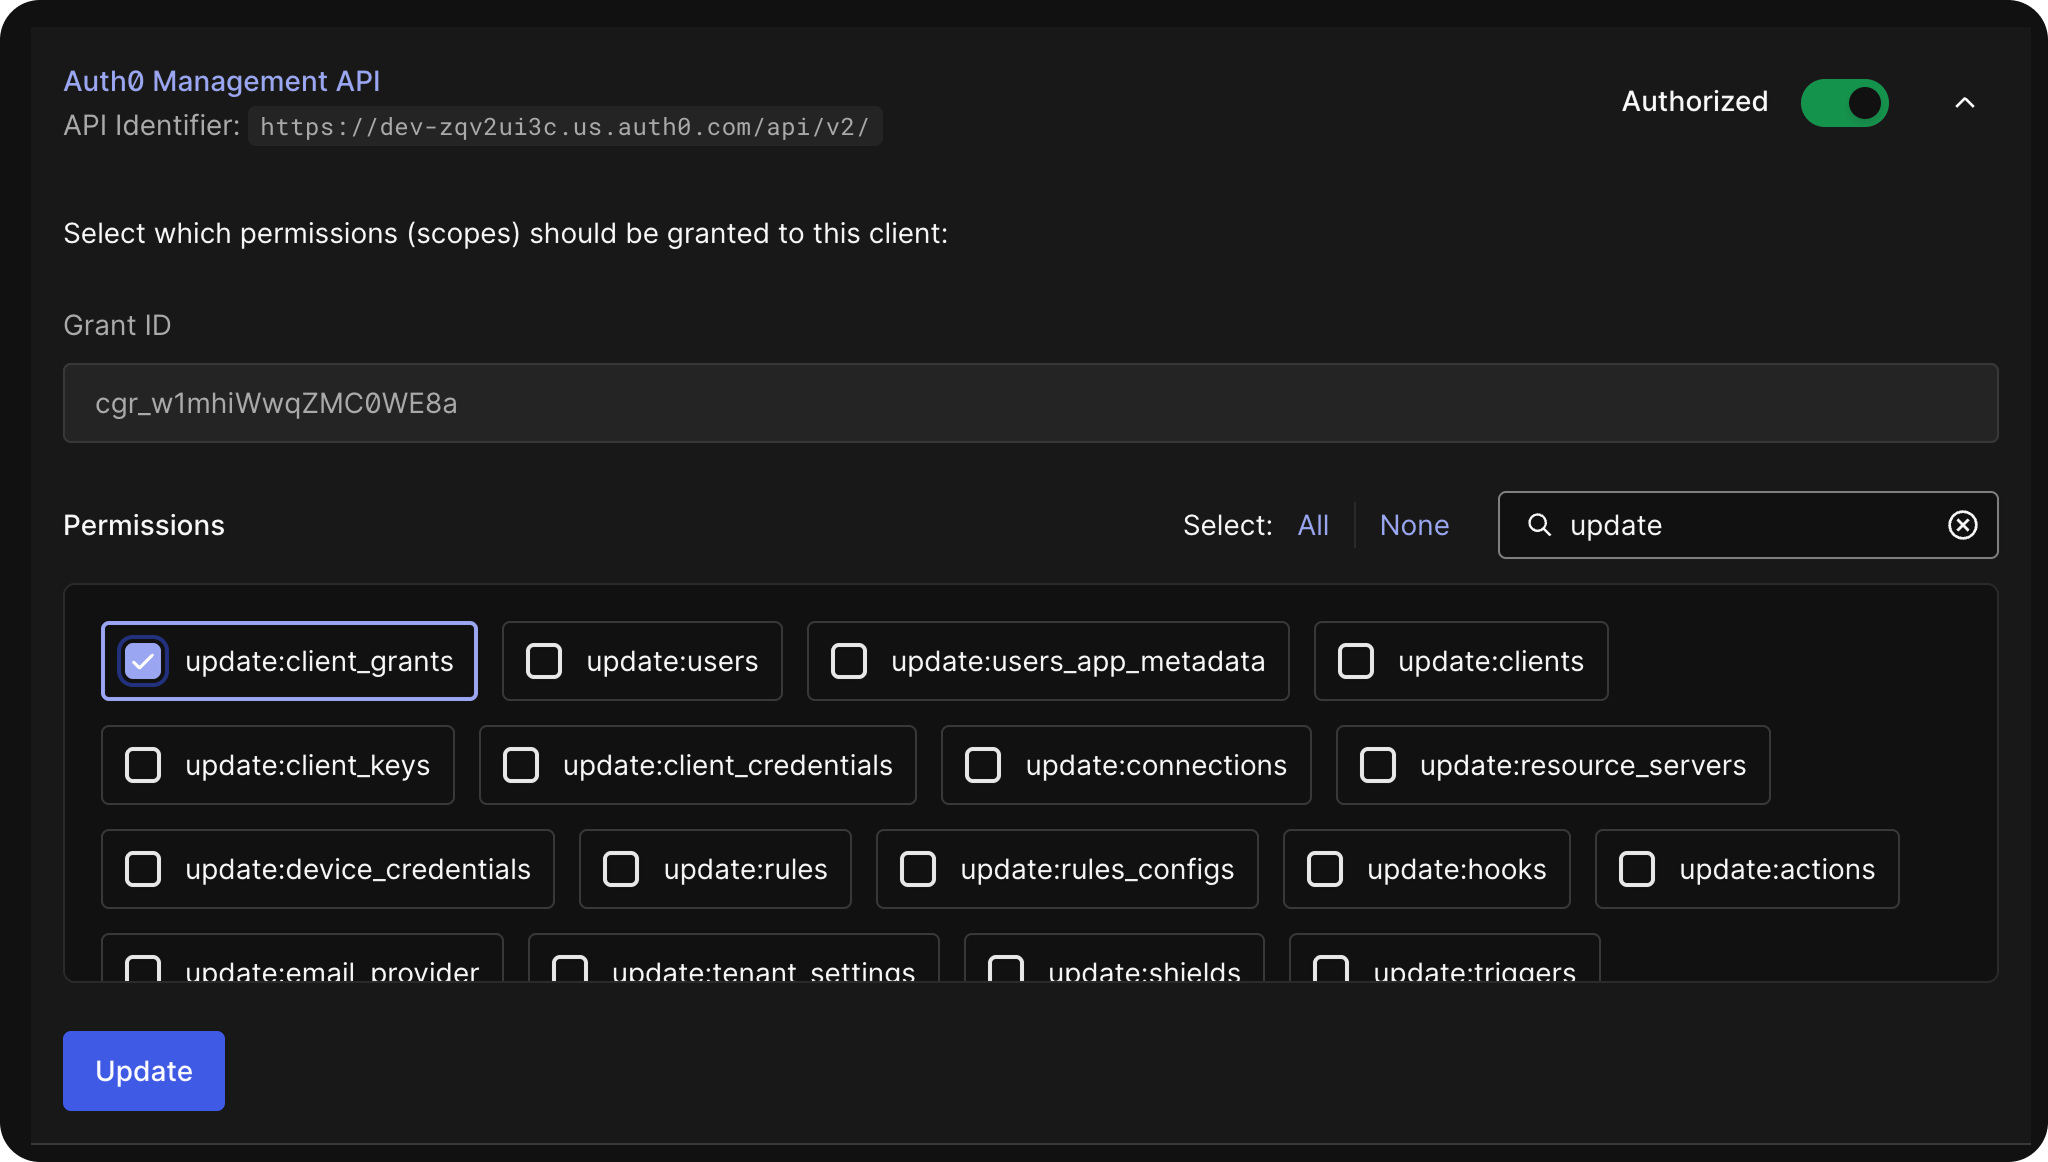 Auth0 Management API
Authorized
API Identifier: https://dev-zqv2ui3c.us.auth0.com/api/v2/
Select which permissions (scopes) should be granted to this client:
Grant ID
cgr_w1mhiWwqZMC0WE8a
Permissions Select: All None update
update:client_grants update:users update:users_app_metadata update:clients
update:client_keys update:client_credentials update:connections update:resource_servers
update:device_credentials update:rules update:rules_configs update:hooks update:actions
update:email_provider update:tenant_settings update:shields update:triggers
Update